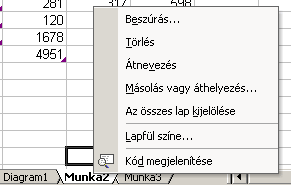 281 317 598
120
1678
4951
Beszúrás...
Törlés
Átnevezés
Másolás vagy áthelyezés...
Az összes lap kijelölése
Lapfül színe...
Kód megjelenítése
Diagram1 Munka2 Munka3